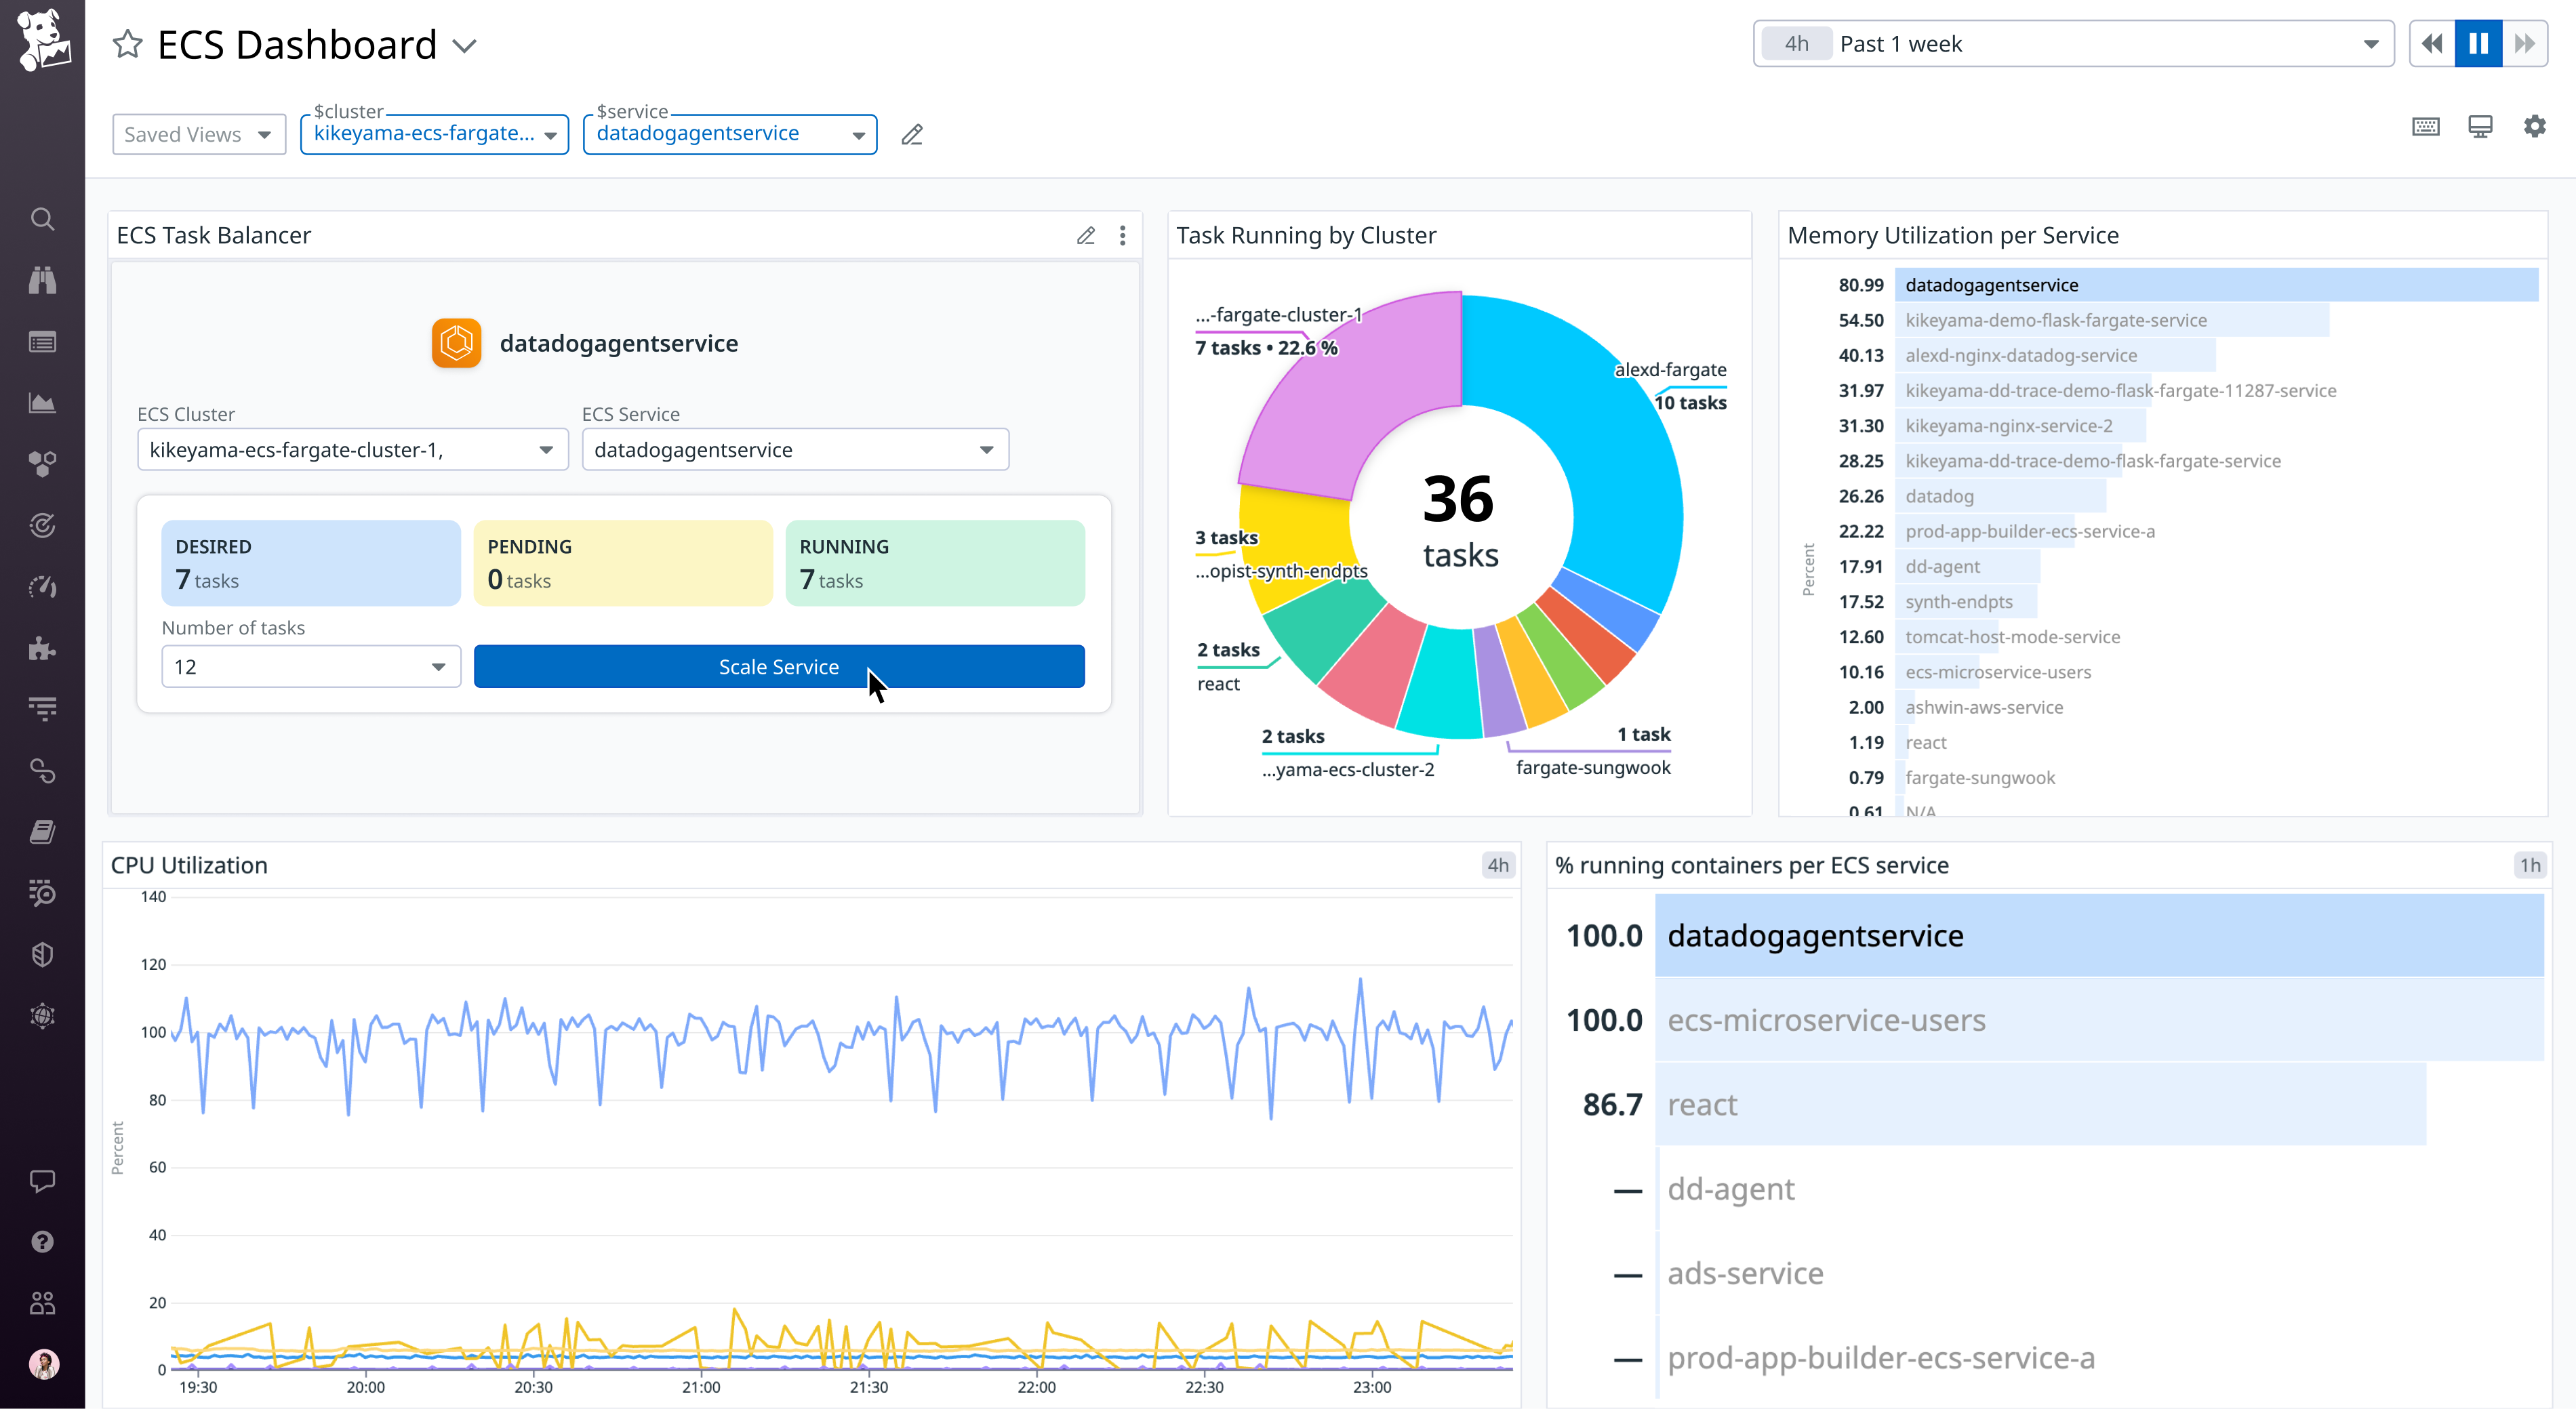 ECS Dashboard
4h Past 1 week
Saved Views
$cluster
kikeyama-ecs-fargate...
$service
datadogagentservice
ECS Task Balancer
datadogagentservice
ECS Cluster
ECS Service
kikeyama-ecs-fargate-cluster-1,
datadogagentservice
DESIRED
7 tasks
PENDING
0 tasks
RUNNING
7 tasks
Number of tasks
12
Scale Service
Task Running by Cluster
...-fargate-cluster-1
7 tasks • 22.6 %
alexd-fargate
10 tasks
36
tasks
3 tasks
...opist-synth-endpts
2 tasks
react
2 tasks
...yama-ecs-cluster-2
1 task
fargate-sungwook
Memory Utilization per Service
Percent
80.99 datadogagentservice
54.50 kikeyama-demo-flask-fargate-service
40.13 alexd-nginx-datadog-service
31.97 kikeyama-dd-trace-demo-flask-fargate-11287-service
31.30 kikeyama-nginx-service-2
28.25 kikeyama-dd-trace-demo-flask-fargate-service
26.26 datadog
22.22 prod-app-builder-ecs-service-a
17.91 dd-agent
17.52 synth-endpts
12.60 tomcat-host-mode-service
10.16 ecs-microservice-users
2.00 ashwin-aws-service
1.19 react
0.79 fargate-sungwook
0.61 N/A
CPU Utilization
4h
Percent
140
120
100
80
60
40
20
0
19:30 20:00 20:30 21:00 21:30 22:00 22:30 23:00
% running containers per ECS service
1h
100.0 datadogagentservice
100.0 ecs-microservice-users
86.7 react
— dd-agent
— ads-service
— prod-app-builder-ecs-service-a